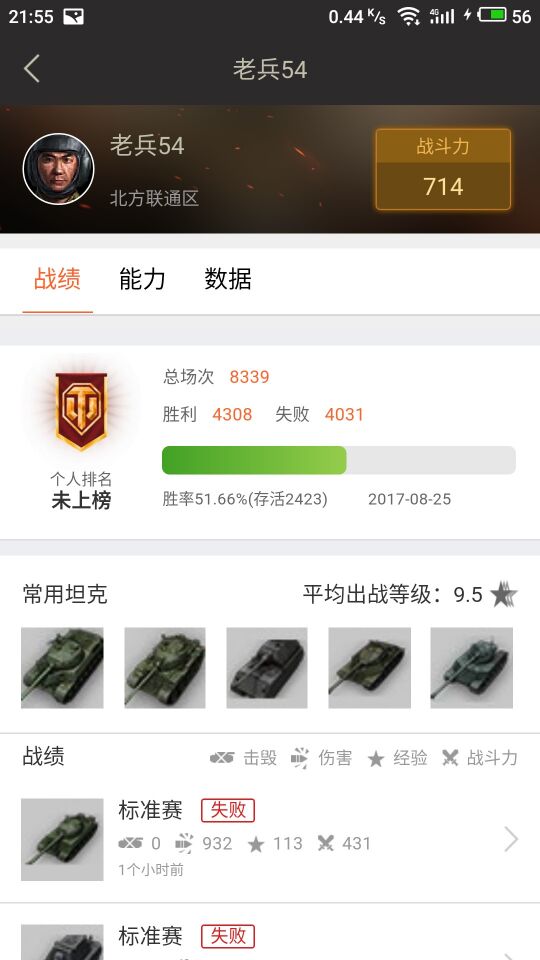 21:55 0.44 K/s 4G 56
老兵54
老兵54
北方联通区
战斗力
714
战绩 能力 数据
总场次 8339
胜利 4308 失败 4031
胜率51.66%(存活2423) 2017-08-25
个人排名
未上榜
常用坦克 平均出战等级：9.5
战绩 击毁 伤害 经验 战斗力
标准赛 失败
0 932 113 431
1个小时前
标准赛 失败